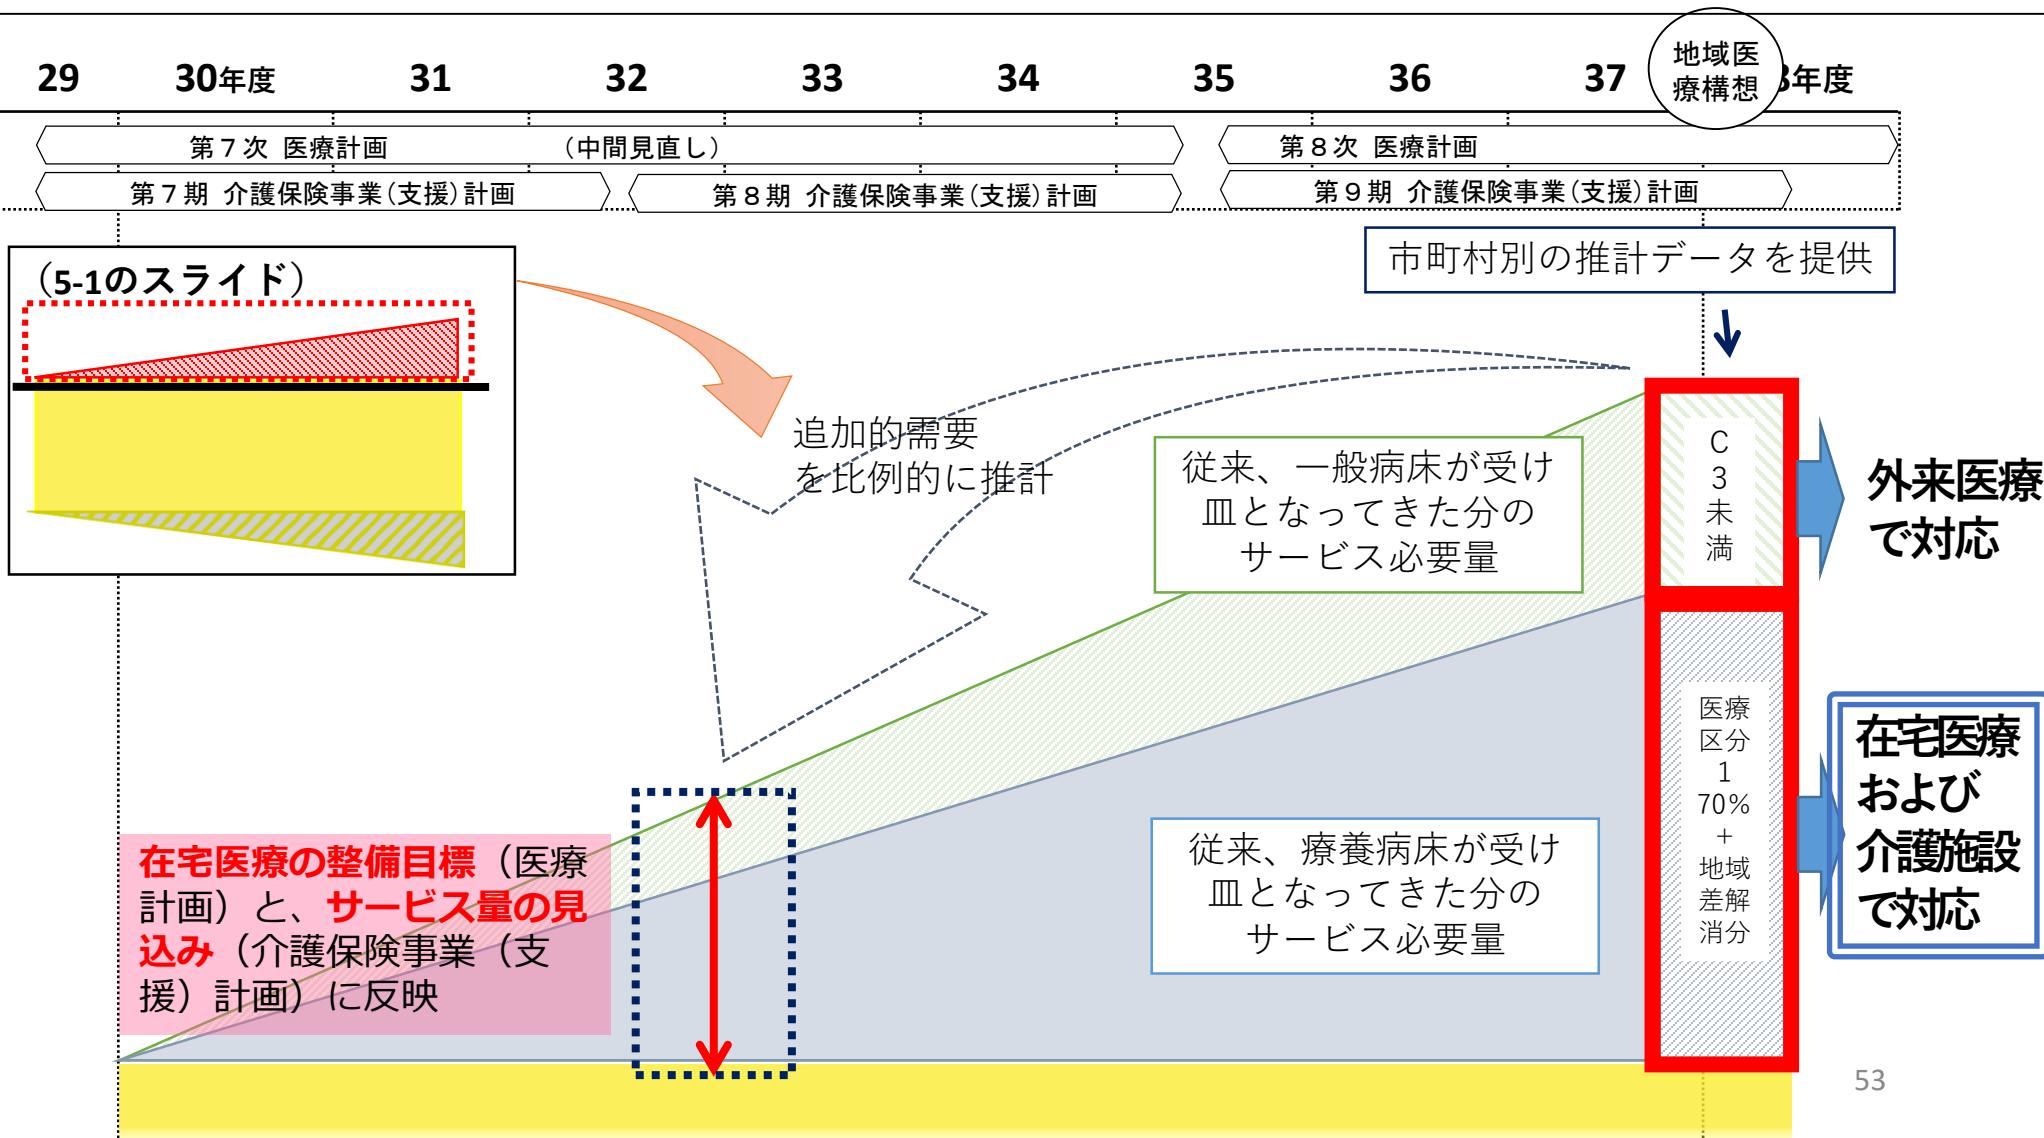 29 30年度 31 32 33 34 35 36 37 3年度
地域医
療構想
第７次 医療計画 （中間見直し）
第８次 医療計画
第７期 介護保険事業（支援）計画
第８期 介護保険事業（支援）計画
第９期 介護保険事業（支援）計画
（5-1のスライド）
市町村別の推計データを提供
追加的需要
を比例的に推計
従来、一般病床が受け
皿となってきた分の
サービス必要量
C
3
未
満
外来医療
で対応
医療
区分
1
70%
+
地域
差解
消分
在宅医療
および
介護施設
で対応
従来、療養病床が受け
皿となってきた分の
サービス必要量
在宅医療の整備目標（医療
計画）と、サービス量の見
込み（介護保険事業（支
援）計画）に反映
53